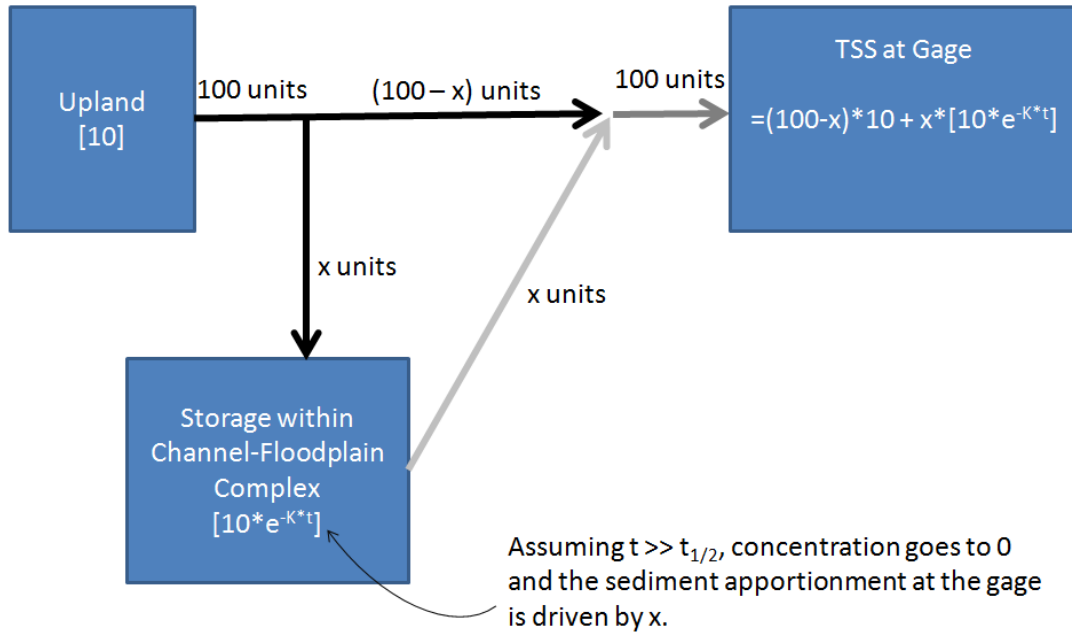 Upland
[10]
100 units
(100 – x) units
100 units
TSS at Gage
=(100-x)*10 + x*[10*e-K*t]
x units
x units
Storage within
Channel-Floodplain
Complex
[10*e-K*t]
Assuming t >> t1/2, concentration goes to 0
and the sediment apportionment at the gage
is driven by x.